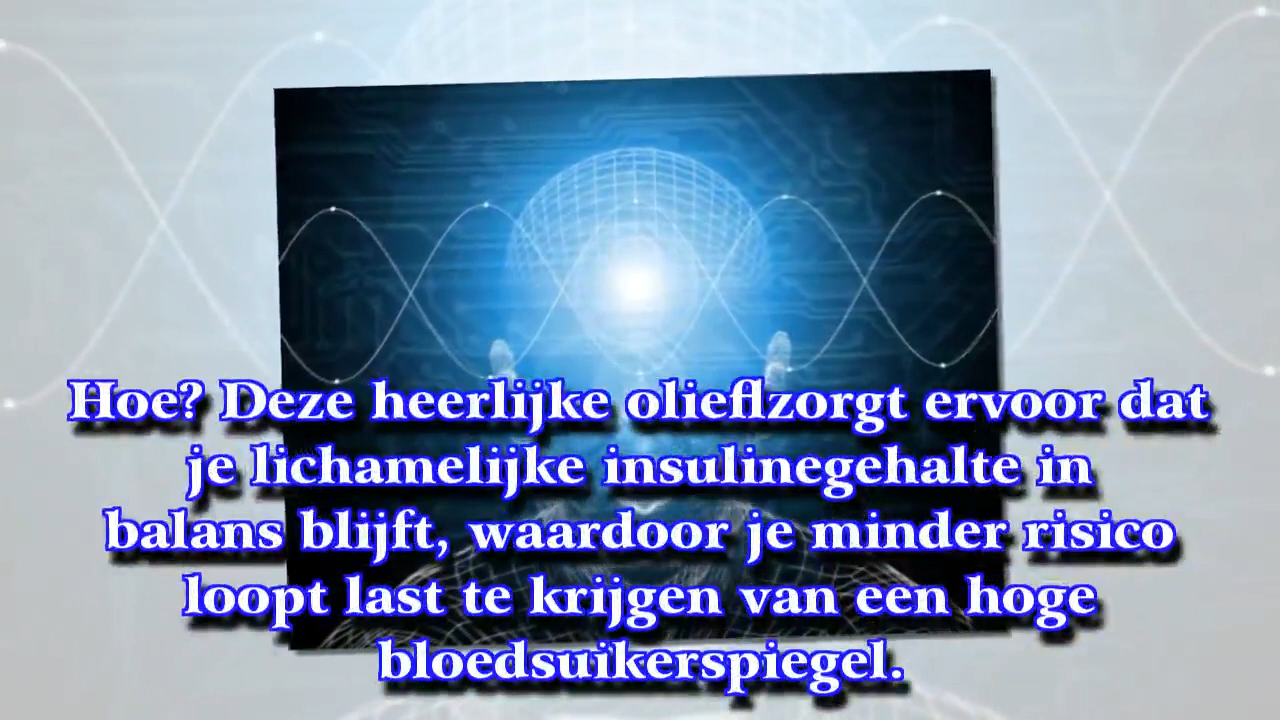 Hoe? Deze heerlijke olieflzorgt ervoor dat
je lichamelijke insulinegehalte in
balans blijft, waardoor je minder risico
loopt last te krijgen van een hoge
bloedsuikerspiegel.